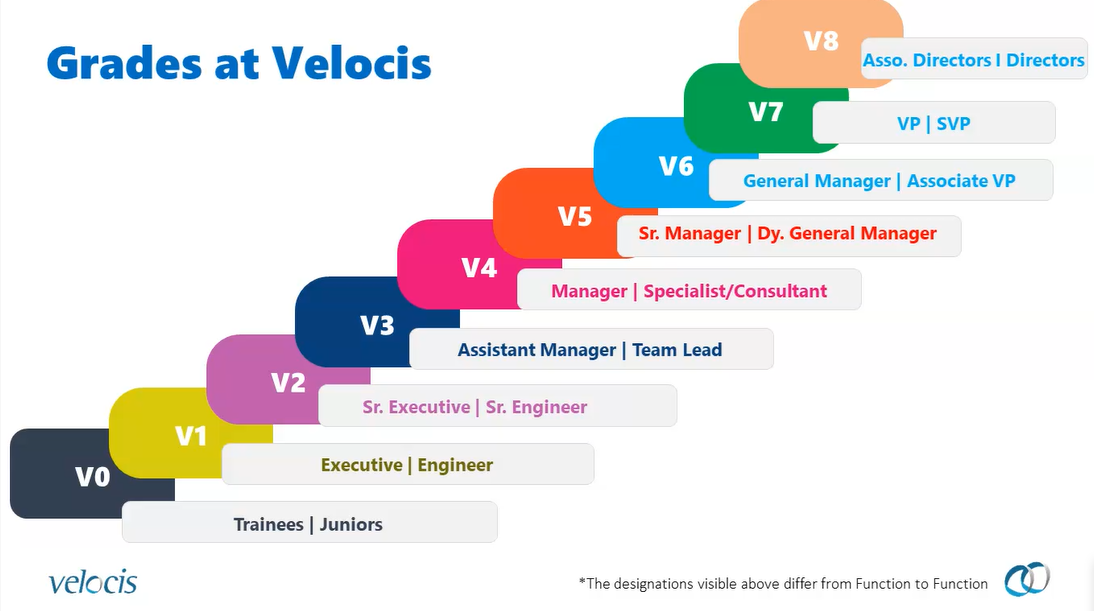 Grades at Velocis
V8
Asso. Directors I Directors
V7
VP | SVP
V6
General Manager | Associate VP
V5
Sr. Manager | Dy. General Manager
V4
Manager | Specialist/Consultant
V3
Assistant Manager | Team Lead
V2
Sr. Executive | Sr. Engineer
V1
Executive | Engineer
V0
Trainees | Juniors
velocis
*The designations visible above differ from Function to Function